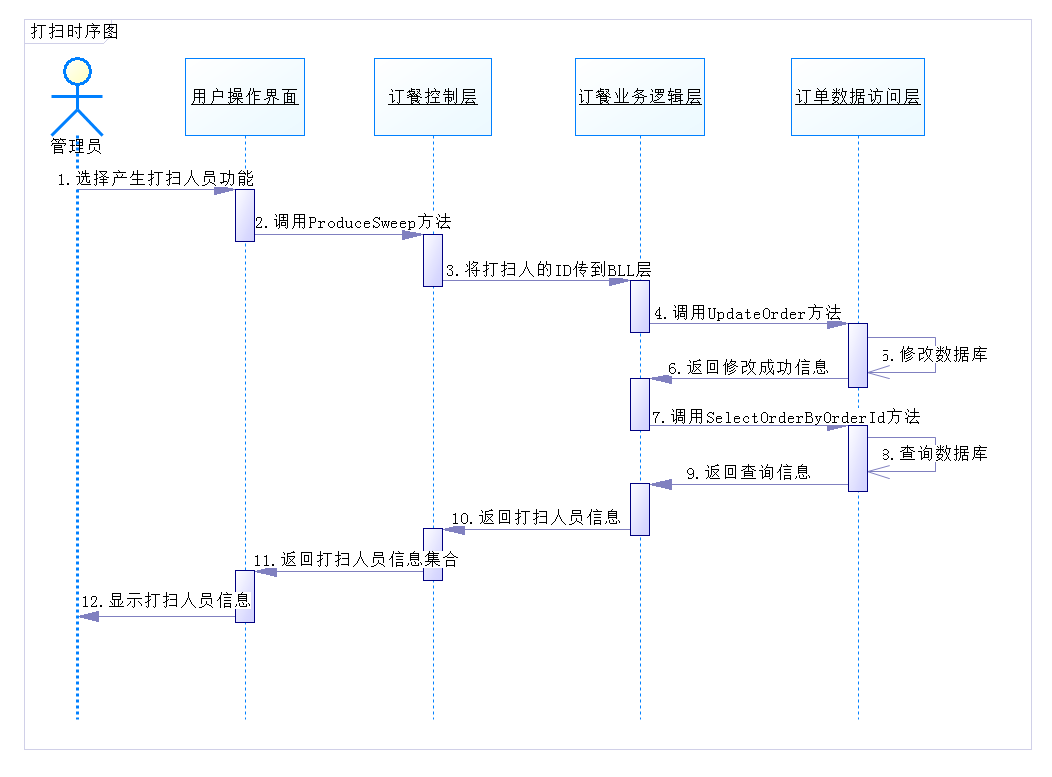 打扫时序图
管理员
用户操作界面
订餐控制层
订餐业务逻辑层
订单数据访问层
1.选择产生打扫人员功能
2.调用ProduceSweep方法
3.将打扫人的ID传到BLL层
4.调用UpdateOrder方法
5.修改数据库
6.返回修改成功信息
7.调用SelectOrderByOrderId方法
8.查询数据库
9.返回查询信息
10.返回打扫人员信息
11.返回打扫人员信息集合
12.显示打扫人员信息